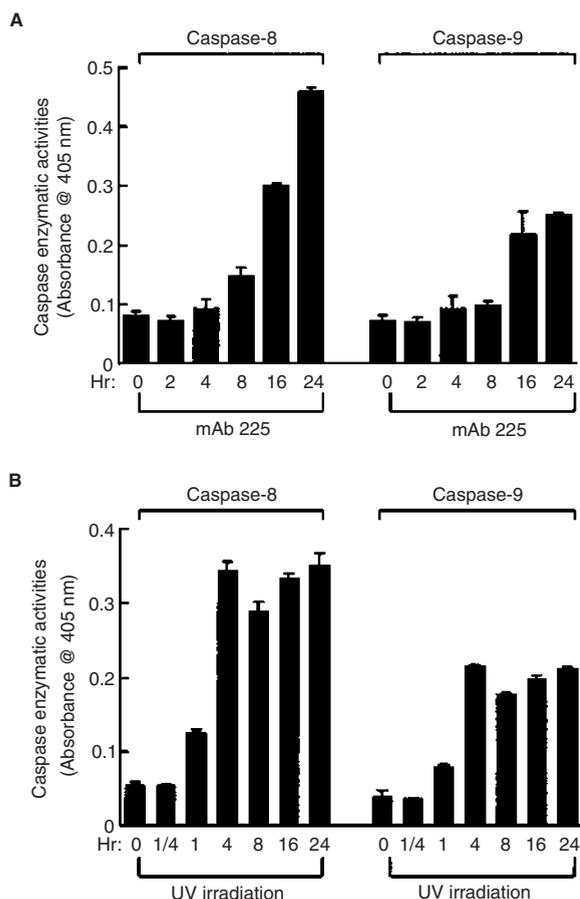 A
Caspase-8 Caspase-9
Caspase enzymatic activities
(Absorbance @ 405 nm)
0.5
0.4
0.3
0.2
0.1
0
Hr: 0 2 4 8 16 24 0 2 4 8 16 24
mAb 225 mAb 225
B
Caspase-8 Caspase-9
Caspase enzymatic activities
(Absorbance @ 405 nm)
0.4
0.3
0.2
0.1
0
Hr: 0 1/4 1 4 8 16 24 0 1/4 1 4 8 16 24
UV irradiation UV irradiation